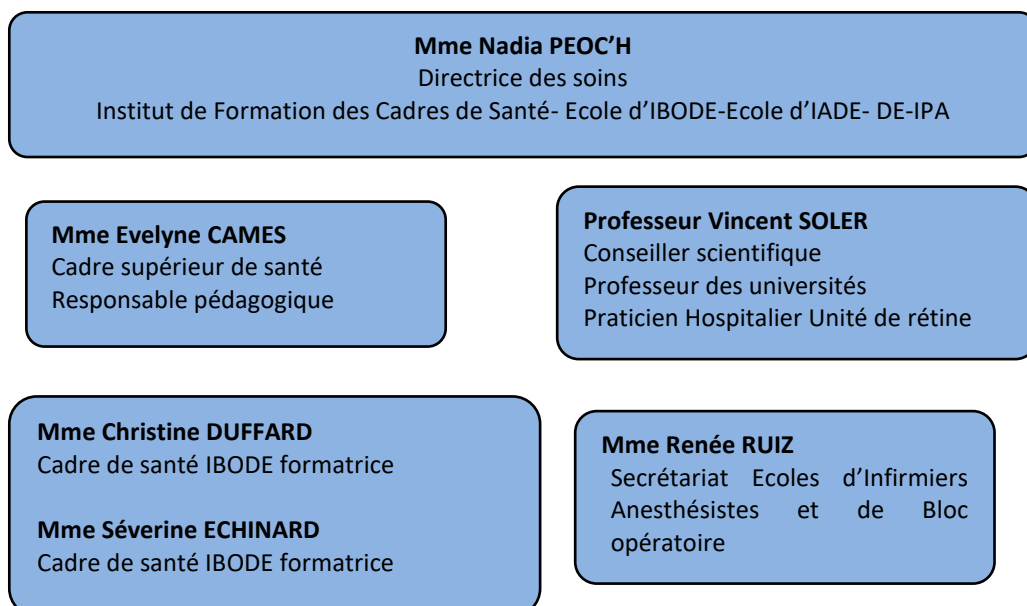 Mme Nadia PEOC’H
Directrice des soins
Institut de Formation des Cadres de Santé- Ecole d’IBODE-Ecole d’IADE- DE-IPA
Mme Evelyne CAMES
Cadre supérieur de santé
Responsable pédagogique
Professeur Vincent SOLER
Conseiller scientifique
Professeur des universités
Praticien Hospitalier Unité de rétine
Mme Christine DUFFARD
Cadre de santé IBODE formatrice
Mme Séverine ECHINARD
Cadre de santé IBODE formatrice
Mme Renée RUIZ
Secrétariat Ecoles d’Infirmiers
Anesthésistes et de Bloc
opératoire